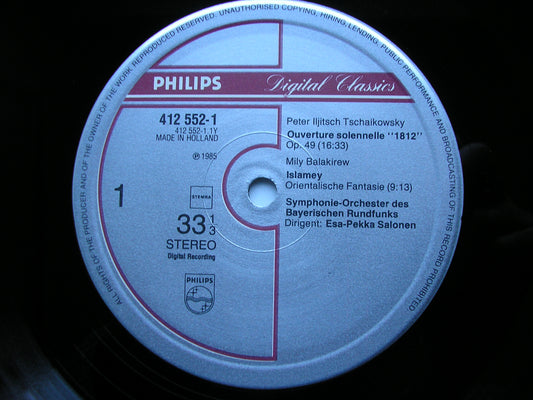 ALL RIGHTS OF THE PRODUCER AND OF THE OWNER OF THE WORK REPRODUCED RESERVED. UNAUTHORISED COPYING, HIRING, LENDING, PUBLIC PERFORMANCE AND BROADCASTING OF THIS RECORD PROHIBITED.
PHILIPS
Digital Classics
412 552-1
412 552-1.1Y
MADE IN HOLLAND
℗ 1985
1
STEMRA
33 1/3
STEREO
Digital Recording
PHILIPS
Peter Iljitsch Tschaikowsky
Ouverture solennelle "1812"
Op. 49 (16:33)
Mily Balakirew
Islamey
Orientalische Fantasie (9:13)
Symphonie-Orchester des
Bayerischen Rundfunks
Dirigent: Esa-Pekka Salonen